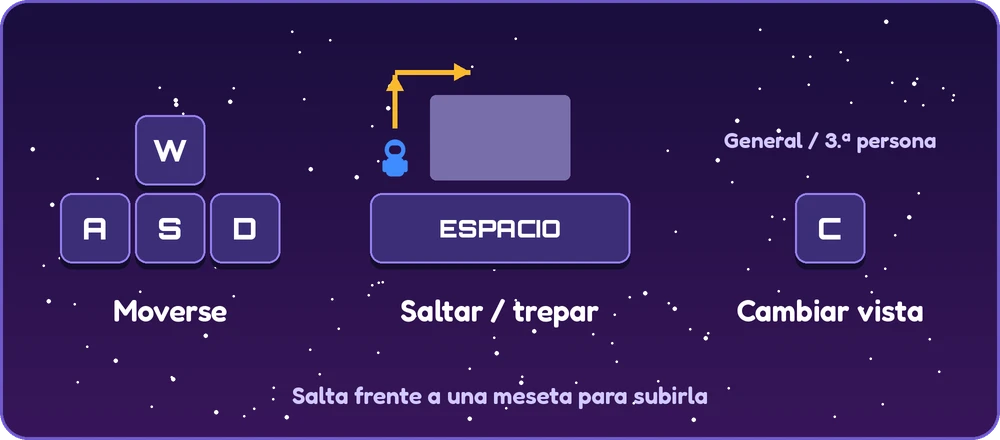 W
A S D
Moverse
ESPACIO
Saltar / trepar
General / 3.ª persona
C
Cambiar vista
Salta frente a una meseta para subirla